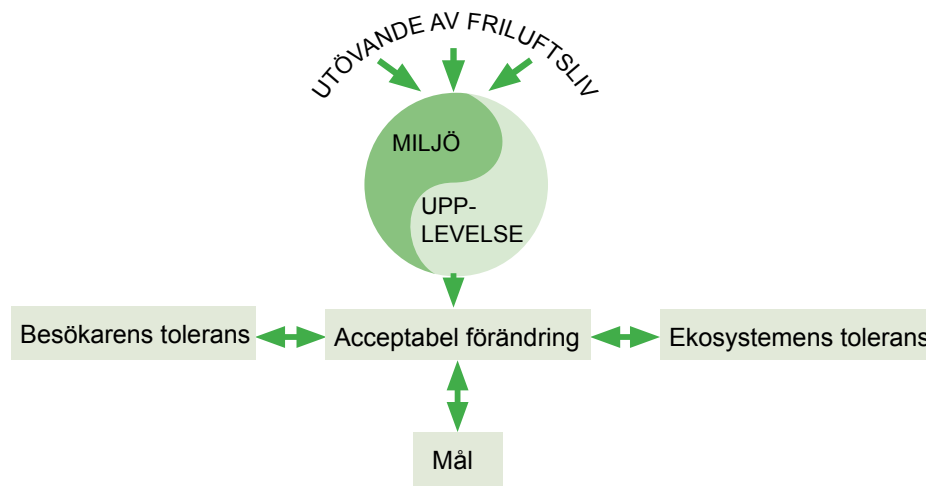 UTÖVANDE AV FRILUFTSLIV
MILJÖ
UPP-
LEVELSE
Besökarens tolerans
Acceptabel förändring
Ekosystemens tolerans
Mål